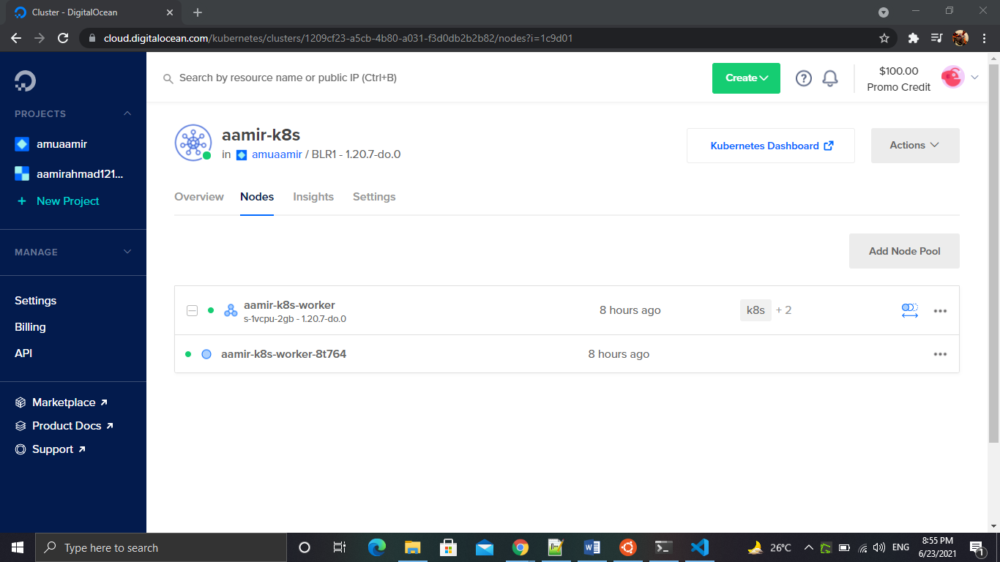 Cluster - DigitalOcean
cloud.digitalocean.com/kubernetes/clusters/1209cf23-a5cb-4b80-a031-f3d0db2b2b82/nodes?i=1c9d01
Search by resource name or public IP (Ctrl+B)
Create
$100.00
Promo Credit
PROJECTS
amuaamir
aamirahmad121...
+ New Project
MANAGE
Settings
Billing
API
Marketplace
Product Docs
Support
aamir-k8s
in amuaamir / BLR1 - 1.20.7-do.0
Kubernetes Dashboard
Actions
Overview Nodes Insights Settings
Add Node Pool
aamir-k8s-worker
s-1vcpu-2gb - 1.20.7-do.0
8 hours ago
k8s + 2
aamir-k8s-worker-8t764
8 hours ago
Type here to search
26°C
ENG
8:55 PM
6/23/2021
1